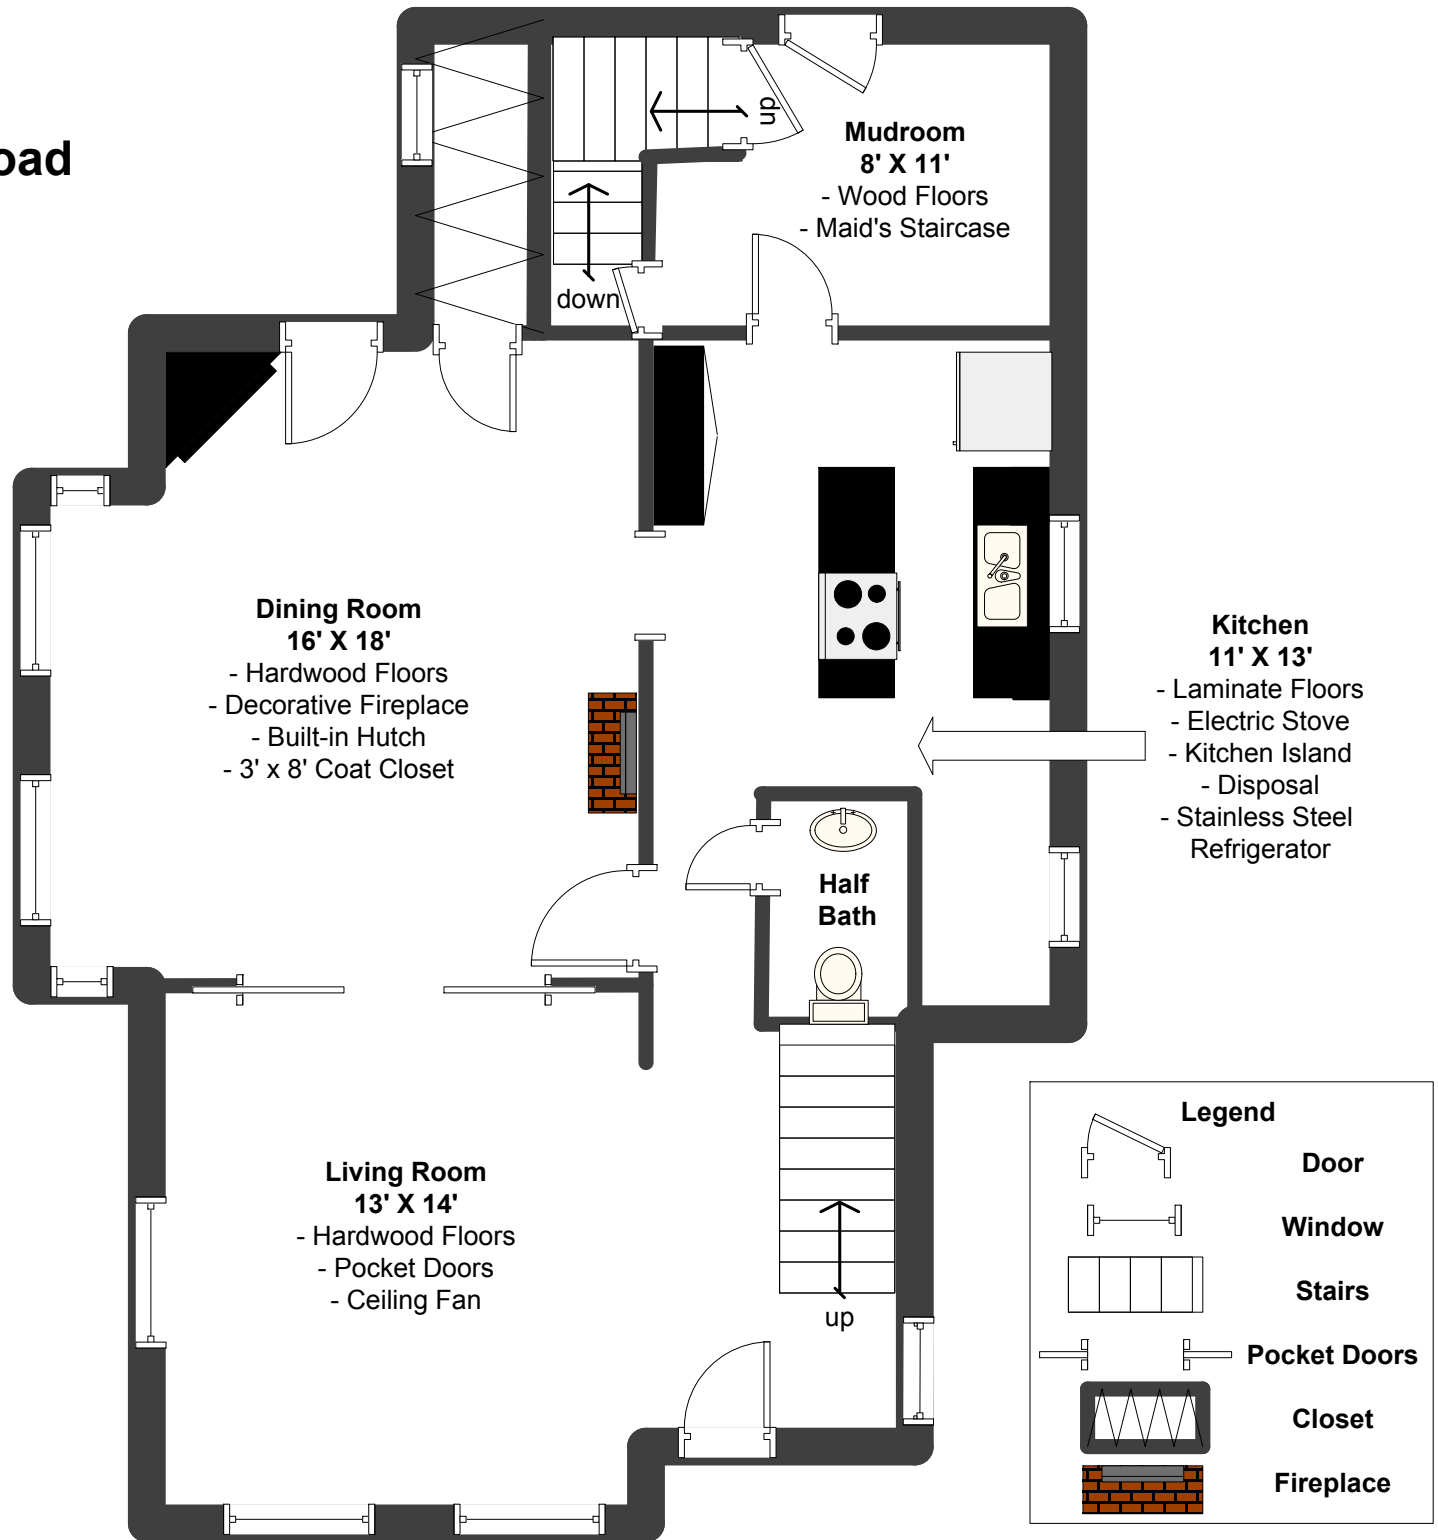 oad
up
Mudroom
8' X 11'
- Wood Floors
- Maid's Staircase
down
Dining Room
16' X 18'
- Hardwood Floors
- Decorative Fireplace
- Built-in Hutch
- 3' x 8' Coat Closet
Kitchen
11' X 13'
- Laminate Floors
- Electric Stove
- Kitchen Island
- Disposal
- Stainless Steel
Refrigerator
Half
Bath
Living Room
13' X 14'
- Hardwood Floors
- Pocket Doors
- Ceiling Fan
up
Legend
Door
Window
Stairs
Pocket Doors
Closet
Fireplace